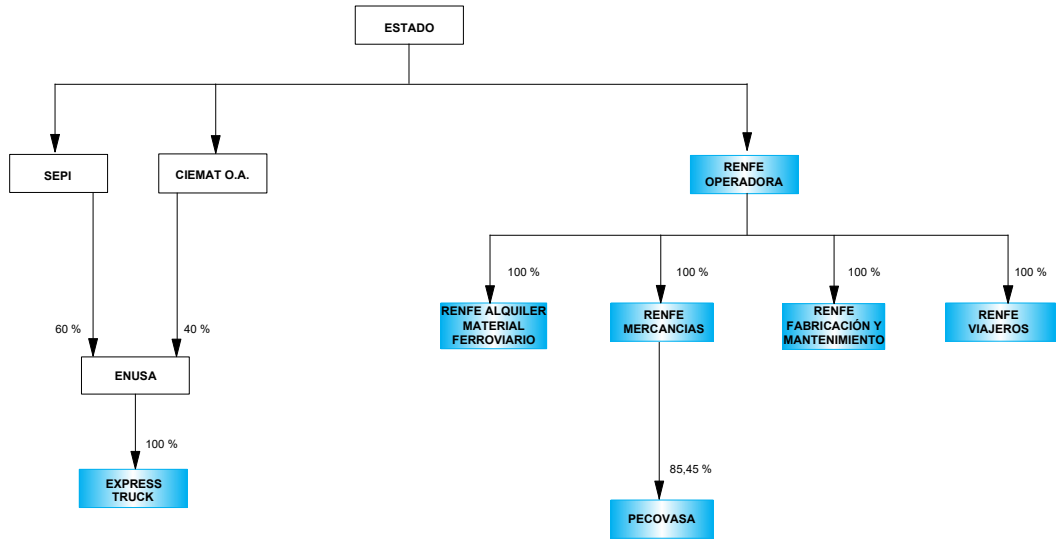 ESTADO
SEPI
CIEMAT O.A.
RENFE
OPERADORA
100 %
100 %
100 %
100 %
RENFE ALQUILER
MATERIAL
FERROVIARIO
RENFE
MERCANCIAS
RENFE
FABRICACIÓN Y
MANTENIMIENTO
RENFE
VIAJEROS
60 %
40 %
ENUSA
100 %
85,45 %
EXPRESS
TRUCK
PECOVASA